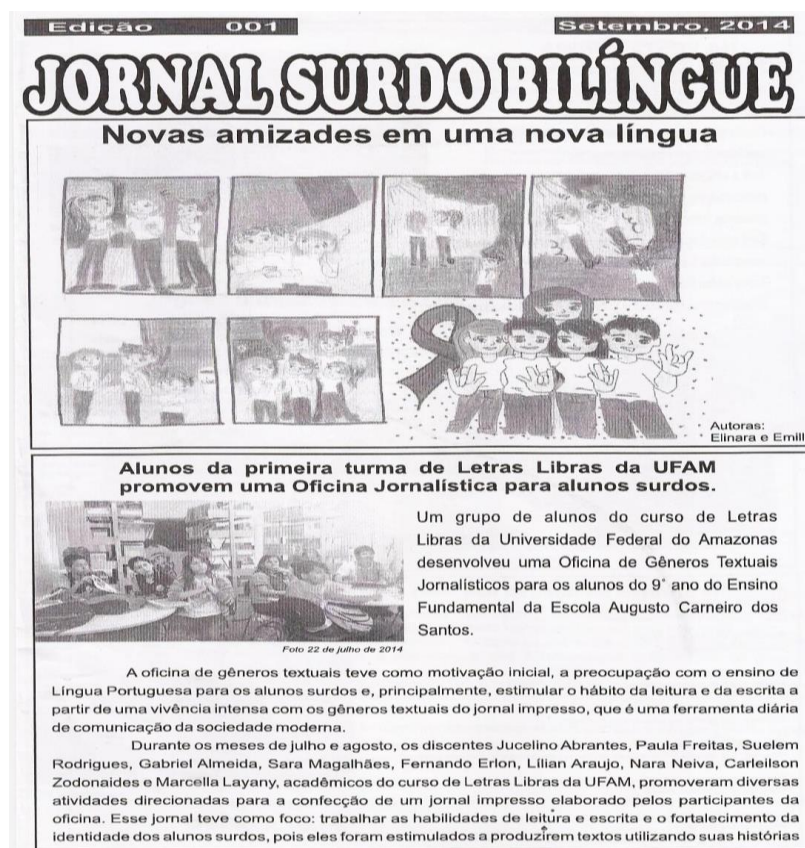 Edição 001
Setembro, 2014
JORNAL SURDO BILÍNGUE
Novas amizades em uma nova língua
Autoras:
Elinara e Emill
Alunos da primeira turma de Letras Libras da UFAM
promovem uma Oficina Jornalística para alunos surdos.
Um grupo de alunos do curso de Letras
Libras da Universidade Federal do Amazonas
desenvolveu uma Oficina de Gêneros Textuais
Jornalísticos para os alunos do 9° ano do Ensino
Fundamental da Escola Augusto Carneiro dos
Santos.
Foto 22 de julho de 2014
A oficina de gêneros textuais teve como motivação inicial, a preocupação com o ensino de
Língua Portuguesa para os alunos surdos e, principalmente, estimular o hábito da leitura e da escrita a
partir de uma vivência intensa com os gêneros textuais do jornal impresso, que é uma ferramenta diária
de comunicação da sociedade moderna.
Durante os meses de julho e agosto, os discentes Jucelino Abrantes, Paula Freitas, Suelem
Rodrigues, Gabriel Almeida, Sara Magalhães, Fernando Erlon, Lílian Araujo, Nara Neiva, Carleilson
Zodonaides e Marcella Layany, acadêmicos do curso de Letras Libras da UFAM, promoveram diversas
atividades direcionadas para a confecção de um jornal impresso elaborado pelos participantes da
oficina. Esse jornal teve como foco: trabalhar as habilidades de leitura e escrita e o fortalecimento da
identidade dos alunos surdos, pois eles foram estimulados a produzirem textos utilizando suas histórias